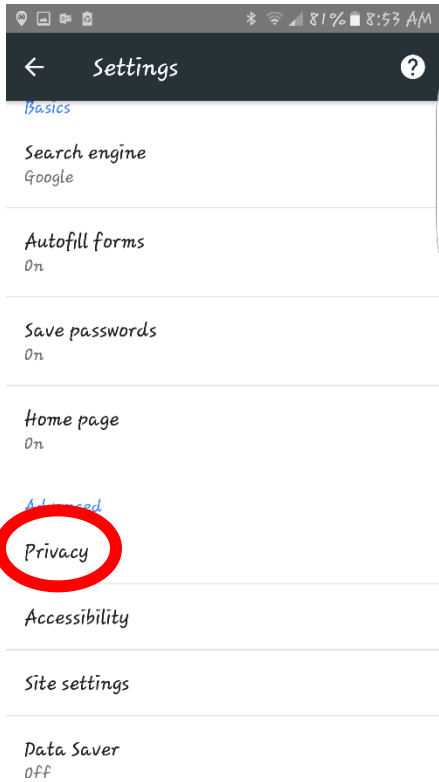 81% 8:53 AM
Settings
Basics
Search engine
Google
Autofill forms
On
Save passwords
On
Home page
On
Advanced
Privacy
Accessibility
Site settings
Data Saver
Off